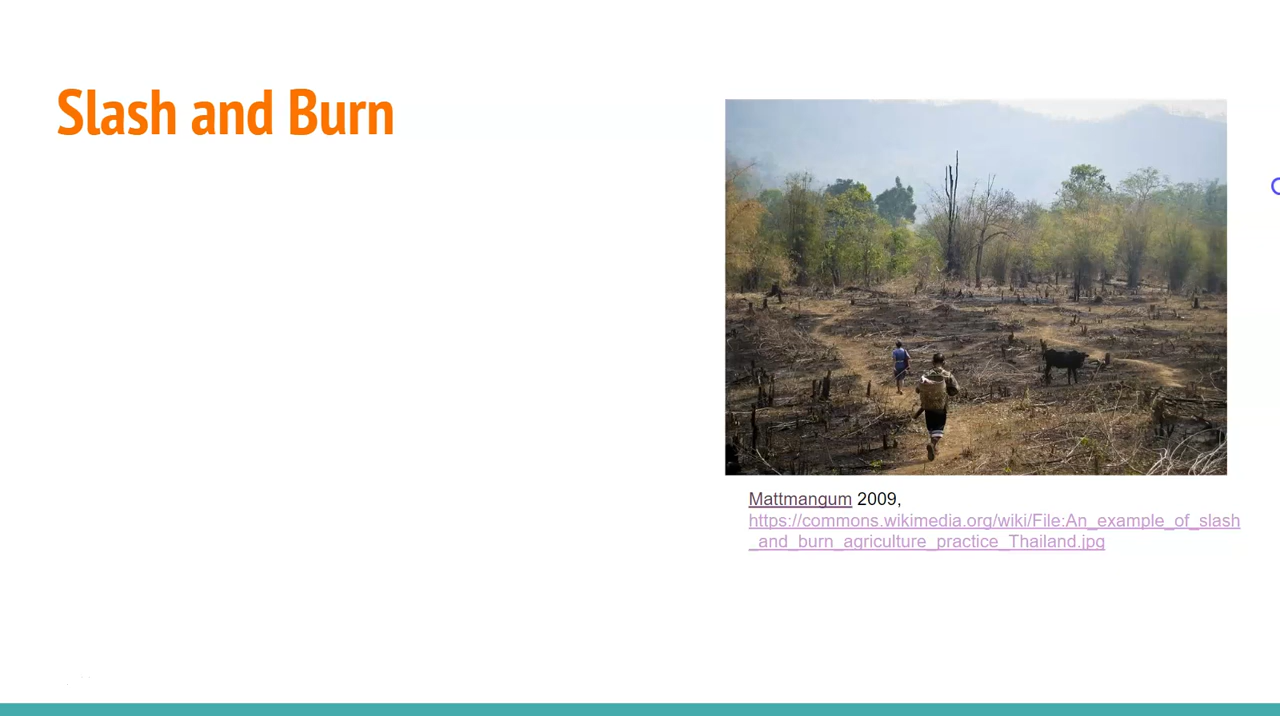 Slash and Burn
Mattmangum 2009,
https://commons.wikimedia.org/wiki/File:An_example_of_slash
_and_burn_agriculture_practice_Thailand.jpg